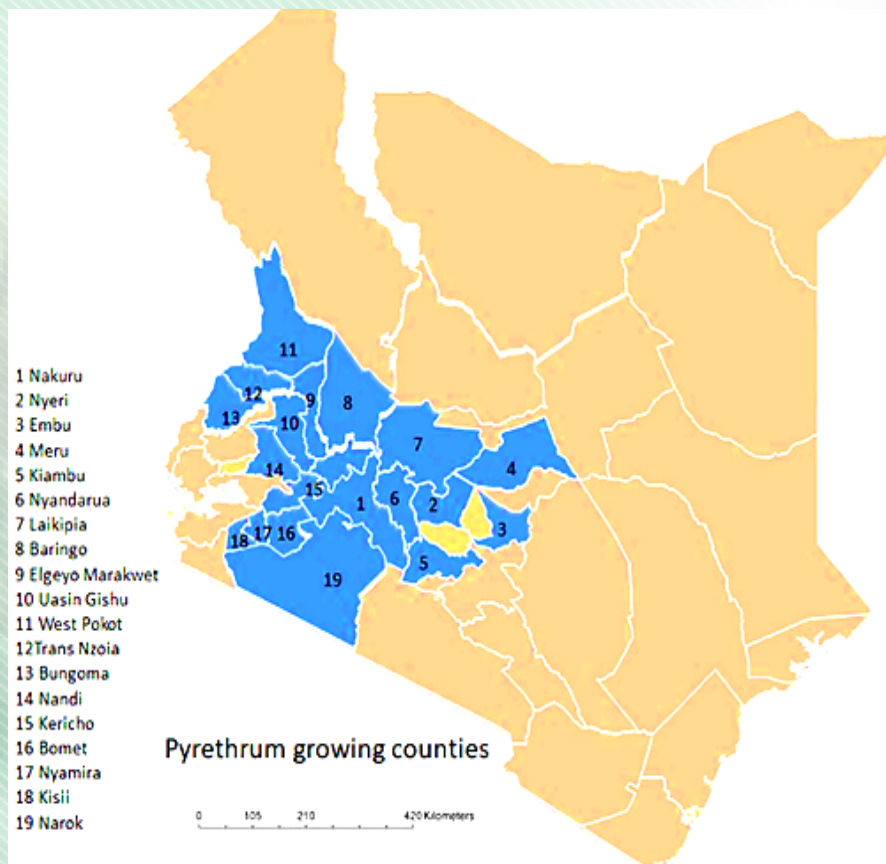 1 Nakuru
2 Nyeri
3 Embu
4 Meru
5 Kiambu
6 Nyandarua
7 Laikipia
8 Baringo
9 Elgeyo Marakwet
10 Uasin Gishu
11 West Pokot
12Trans Nzoia
13 Bungoma
14 Nandi
15 Kericho
16 Bomet
17 Nyamira
18 Kisii
19 Narok
11
12
9
8
13
10
7
14
4
15
1
6
2
3
18
17
16
5
19
Pyrethrum growing counties
0 105 210 420 Kilometers